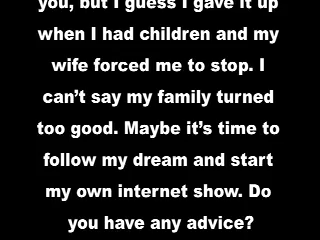 you, but I guess I gave it up
when I had children and my
wife forced me to stop. I
can’t say my family turned
too good. Maybe it’s time to
follow my dream and start
my own internet show. Do
you have any advice?